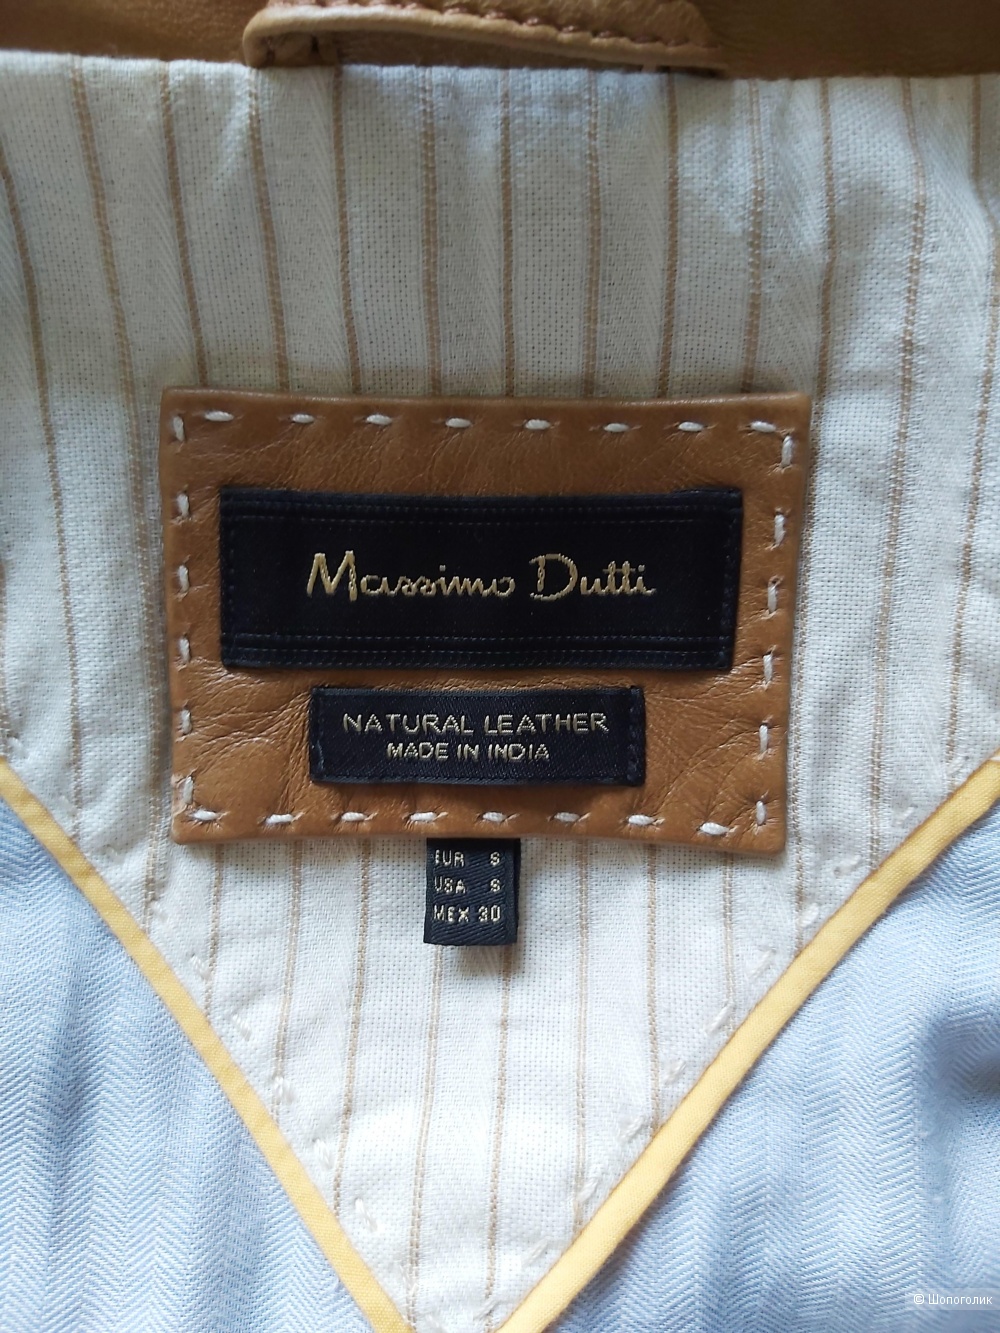 Massimo Dutti
NATURAL LEATHER
MADE IN INDIA
EUR S
USA S
MEX 30
© Шопоголик